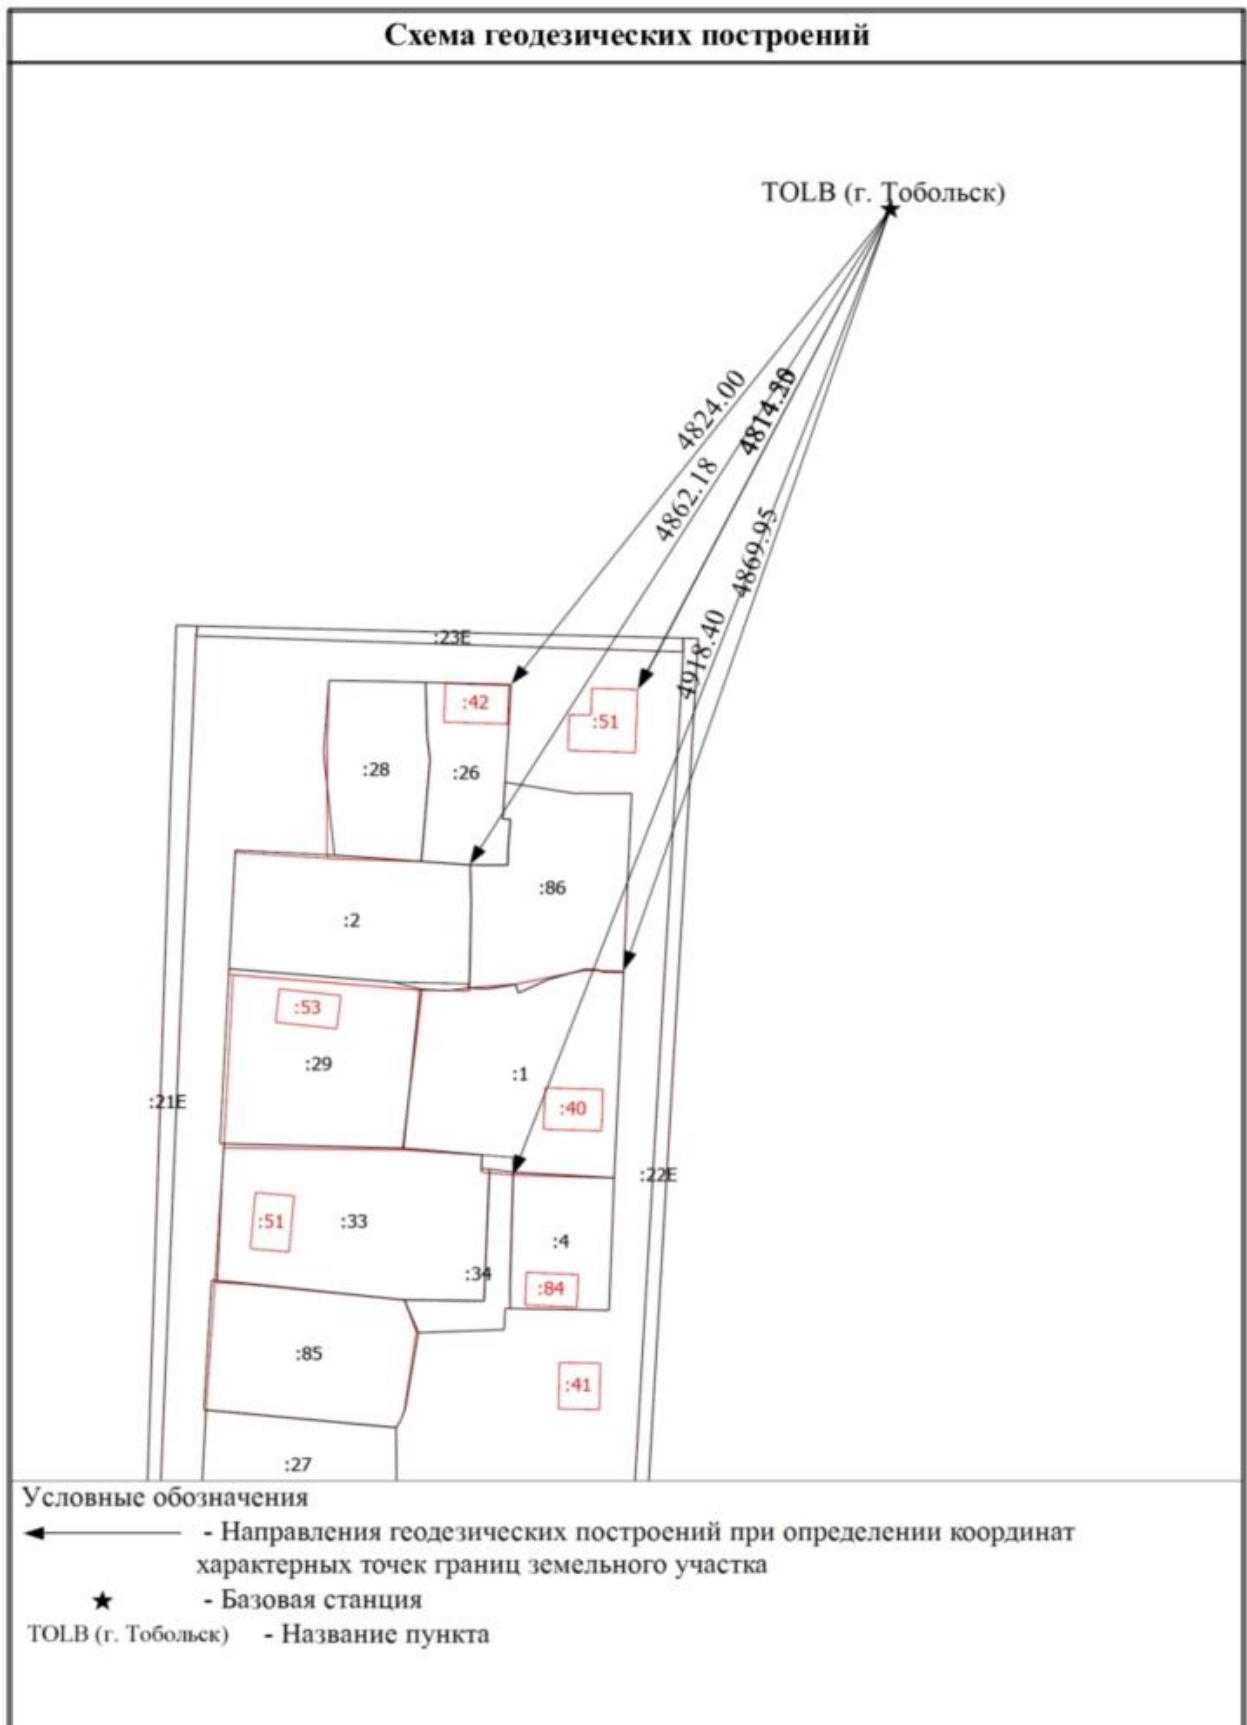 Схема геодезических построений
TOLB (г. Тобольск)
4824.00
4862.18
4869.95
4918.40
:23E
:42
:51
:28
:26
:86
:2
:53
:29
:1
:40
:21E
:22E
:51
:33
:4
:34
:84
:85
:41
:27
Условные обозначения
- Направления геодезических построений при определении координат
характерных точек границ земельного участка
- Базовая станция
TOLB (г. Тобольск) - Название пункта